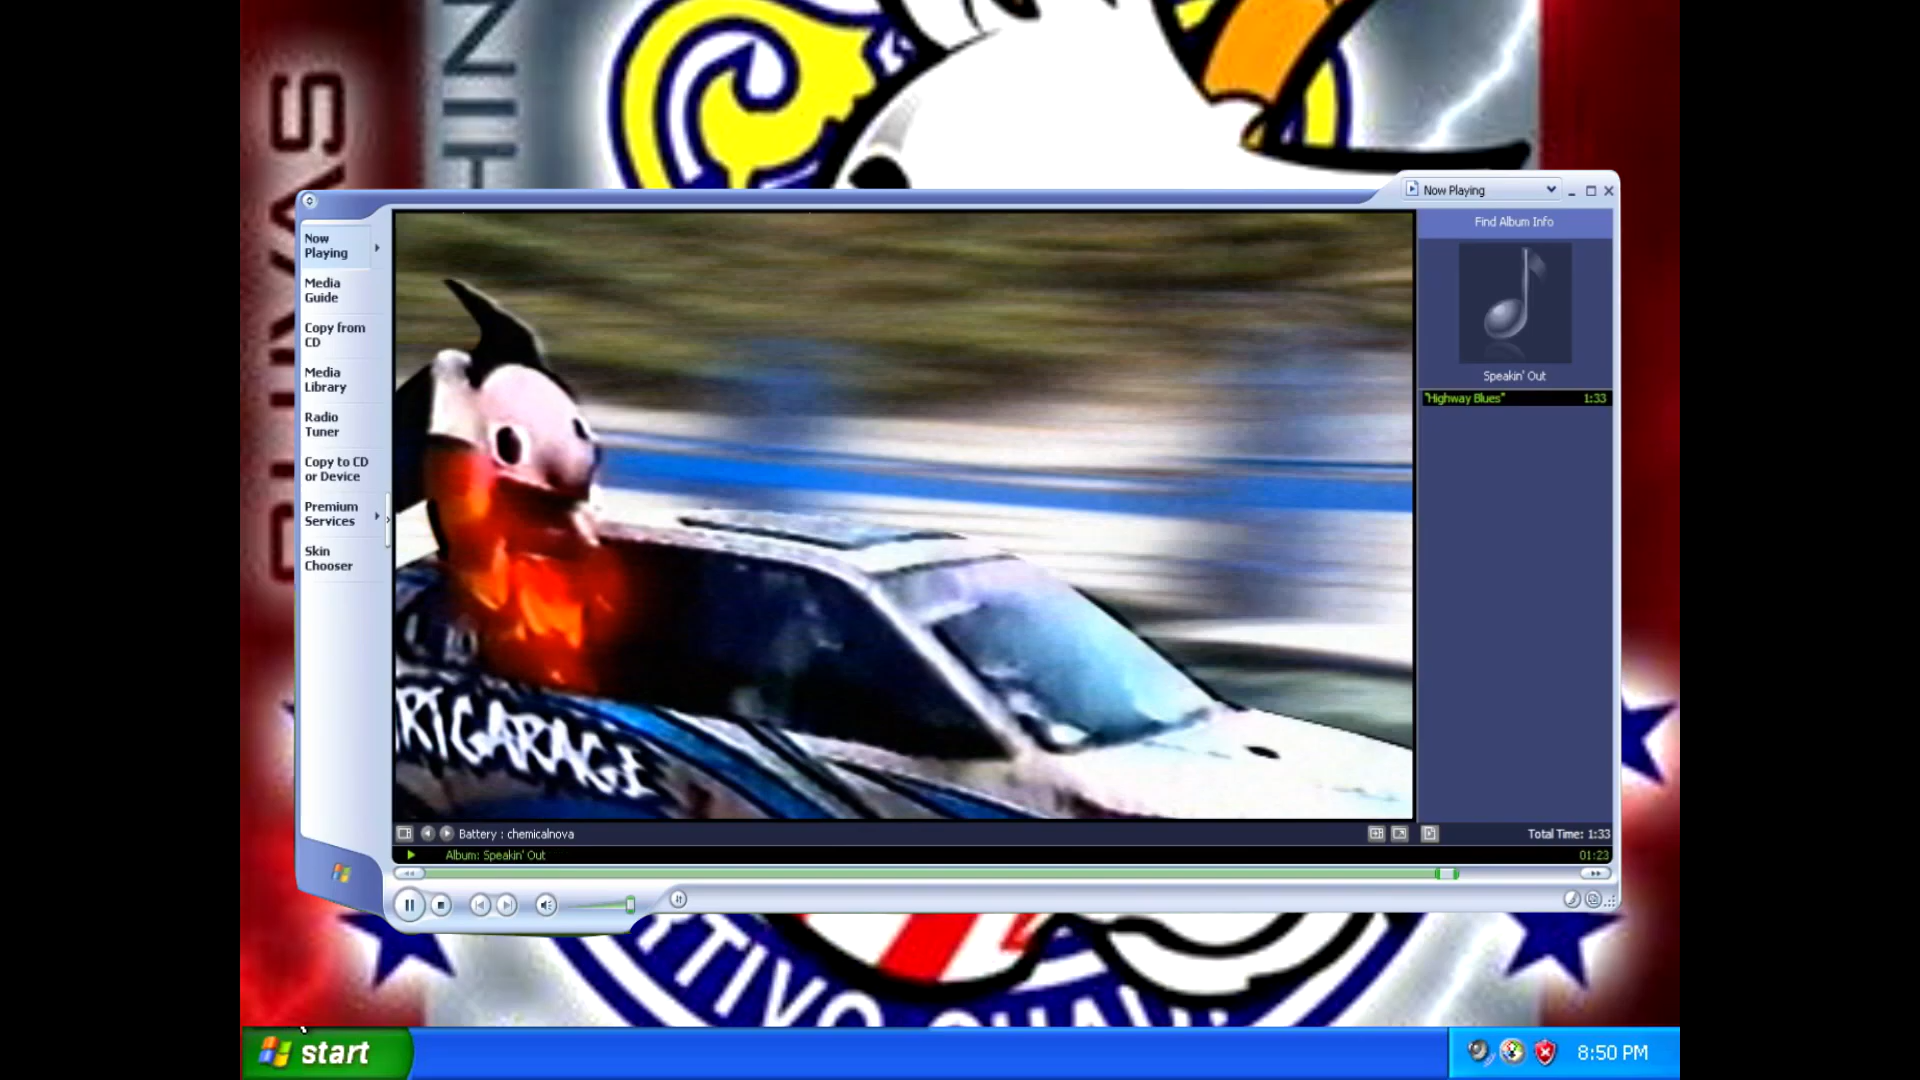 Now Playing
Find Album Info
Now
Playing
Media
Guide
Copy from
CD
Media
Library
Radio
Tuner
Copy to CD
or Device
Premium
Services
Skin
Chooser
Speakin' Out
"Highway Blues" 1:33
RIGARAGE
Battery : chemicalnova
Total Time: 1:33
Album: Speakin' Out
01:23
start
8:50 PM